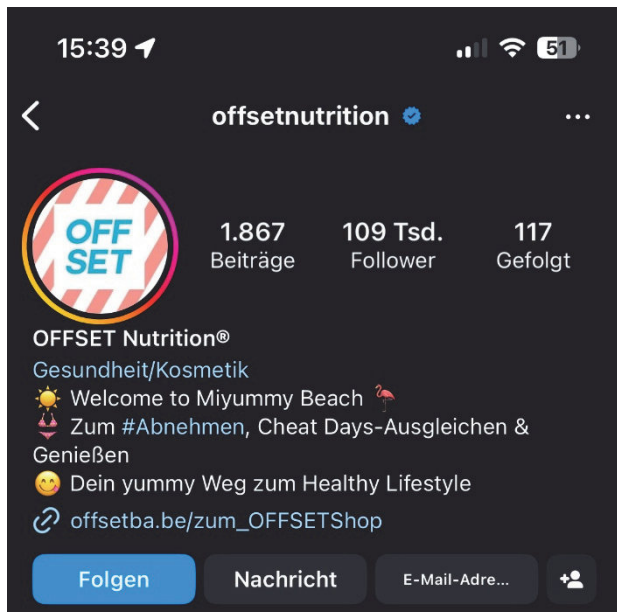 15:39
51
offsetnutrition
OFF
SET
1.867
109 Tsd.
117
Beiträge
Follower
Gefolgt
OFFSET Nutrition®
Gesundheit/Kosmetik
☀️ Welcome to Miyummy Beach 🦩
👙 Zum #Abnehmen, Cheat Days-Ausgleichen &
Genießen
😋 Dein yummy Weg zum Healthy Lifestyle
offsetba.be/zum_OFFSETShop
Folgen
Nachricht
E-Mail-Adre...